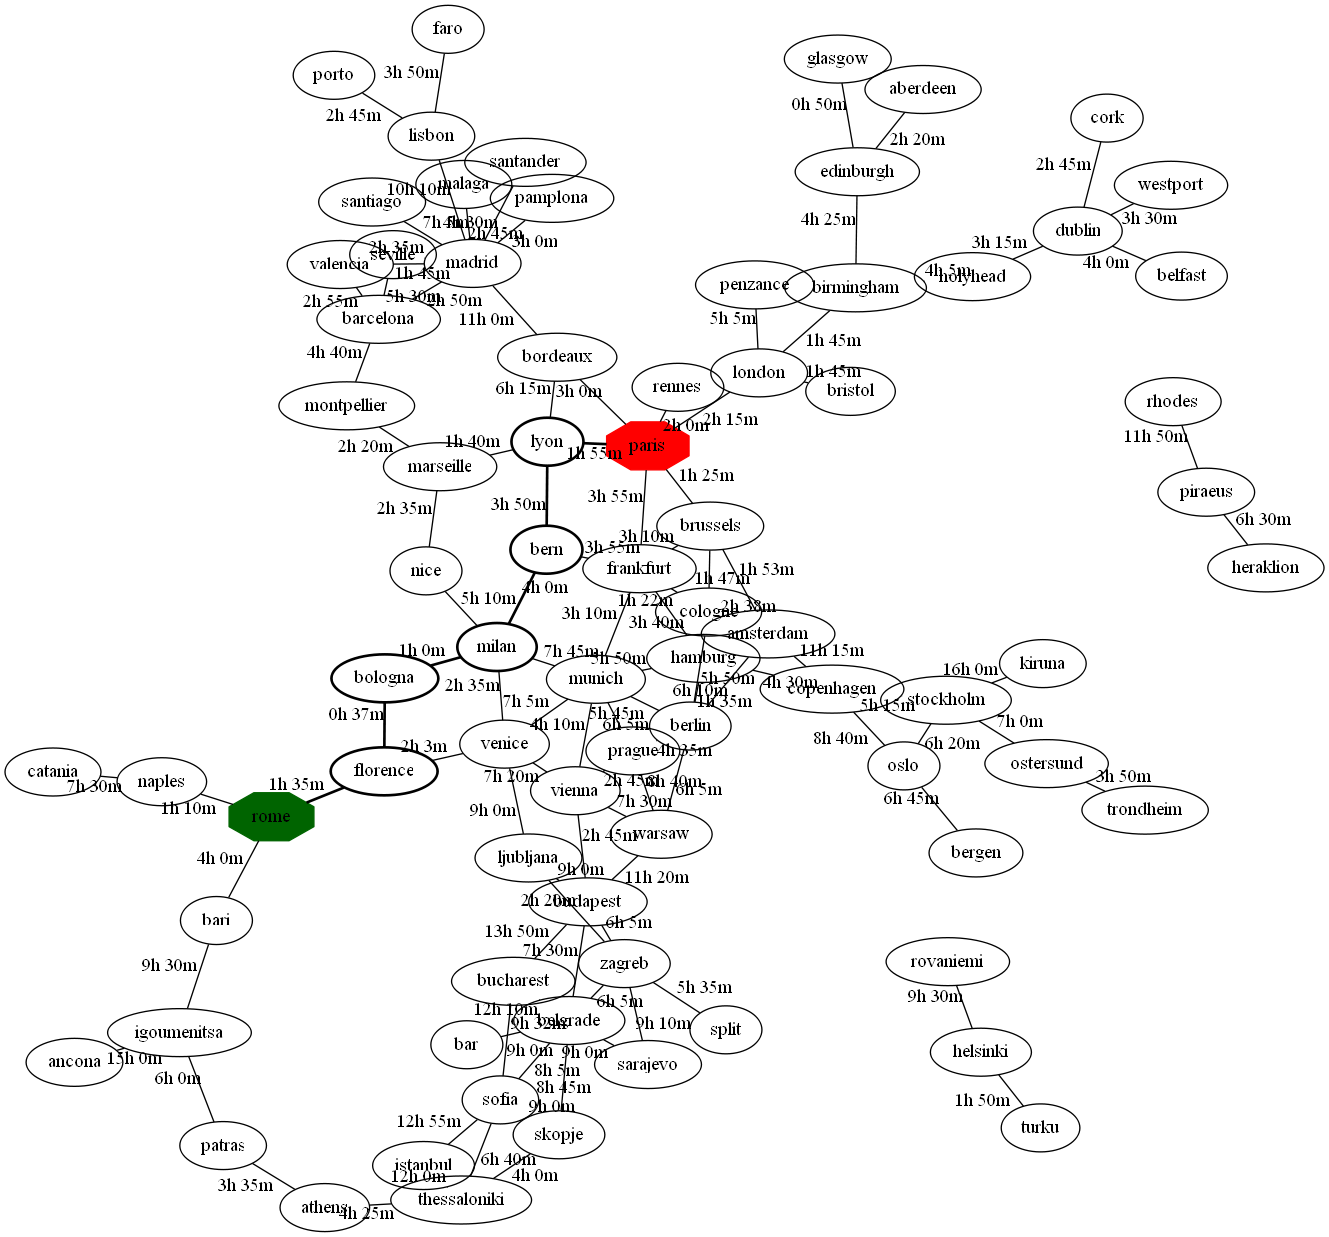 faro
glasgow
porto
3h 50m
aberdeen
0h 50m
2h 45m
cork
lisbon
2h 20m
santander
2h 45m
edinburgh
malaga
westport
10h 10m
pamplona
santiago
3h 30m
4h 25m
dublin
2h 45m
3h 0m
3h 15m
2h 35m
seville
valencia
madrid
4h 0m
1h 45m
4h 5m
holyhead
belfast
penzance
birmingham
5h 30m
2h 50m
2h 55m
barcelona
11h 0m
5h 5m
1h 45m
4h 40m
bordeaux
london
1h 45m
rennes
6h 15m
3h 0m
bristol
montpellier
rhodes
2h 15m
2h 0m
11h 50m
1h 40m
lyon
paris
2h 20m
1h 55m
marseille
1h 25m
piraeus
3h 50m
3h 55m
2h 35m
6h 30m
brussels
3h 10m
bern
3h 55m
nice
frankfurt
1h 53m
heraklion
1h 47m
4h 0m
5h 10m
1h 22m
2h 38m
cologne
3h 10m
3h 40m
amsterdam
milan
1h 0m
7h 45m
11h 15m
5h 50m
hamburg
kiruna
16h 0m
bologna
munich
5h 50m
4h 30m
2h 35m
6h 10m
copenhagen
7h 5m
1h 35m
5h 15m
stockholm
0h 37m
5h 45m
4h 10m
6h 5m
berlin
7h 0m
2h 3m
venice
prague
4h 35m
8h 40m
6h 20m
catania
florence
oslo
ostersund
7h 20m
3h 50m
naples
1h 35m
2h 45m
8h 40m
7h 30m
vienna
6h 5m
6h 45m
1h 10m
7h 30m
9h 0m
trondheim
rome
2h 45m
warsaw
4h 0m
ljubljana
bergen
9h 0m
11h 20m
2h 20m
budapest
bari
6h 5m
13h 50m
7h 30m
9h 30m
zagreb
rovaniemi
bucharest
5h 35m
9h 30m
6h 5m
12h 10m
belgrade
9h 32m
9h 10m
split
igoumenitsa
bar
9h 0m
9h 0m
helsinki
ancona
15h 0m
sarajevo
8h 5m
6h 0m
8h 45m
sofia
1h 50m
9h 0m
12h 55m
turku
skopje
patras
6h 40m
istanbul
12h 0m
4h 0m
3h 35m
thessaloniki
athens
4h 25m